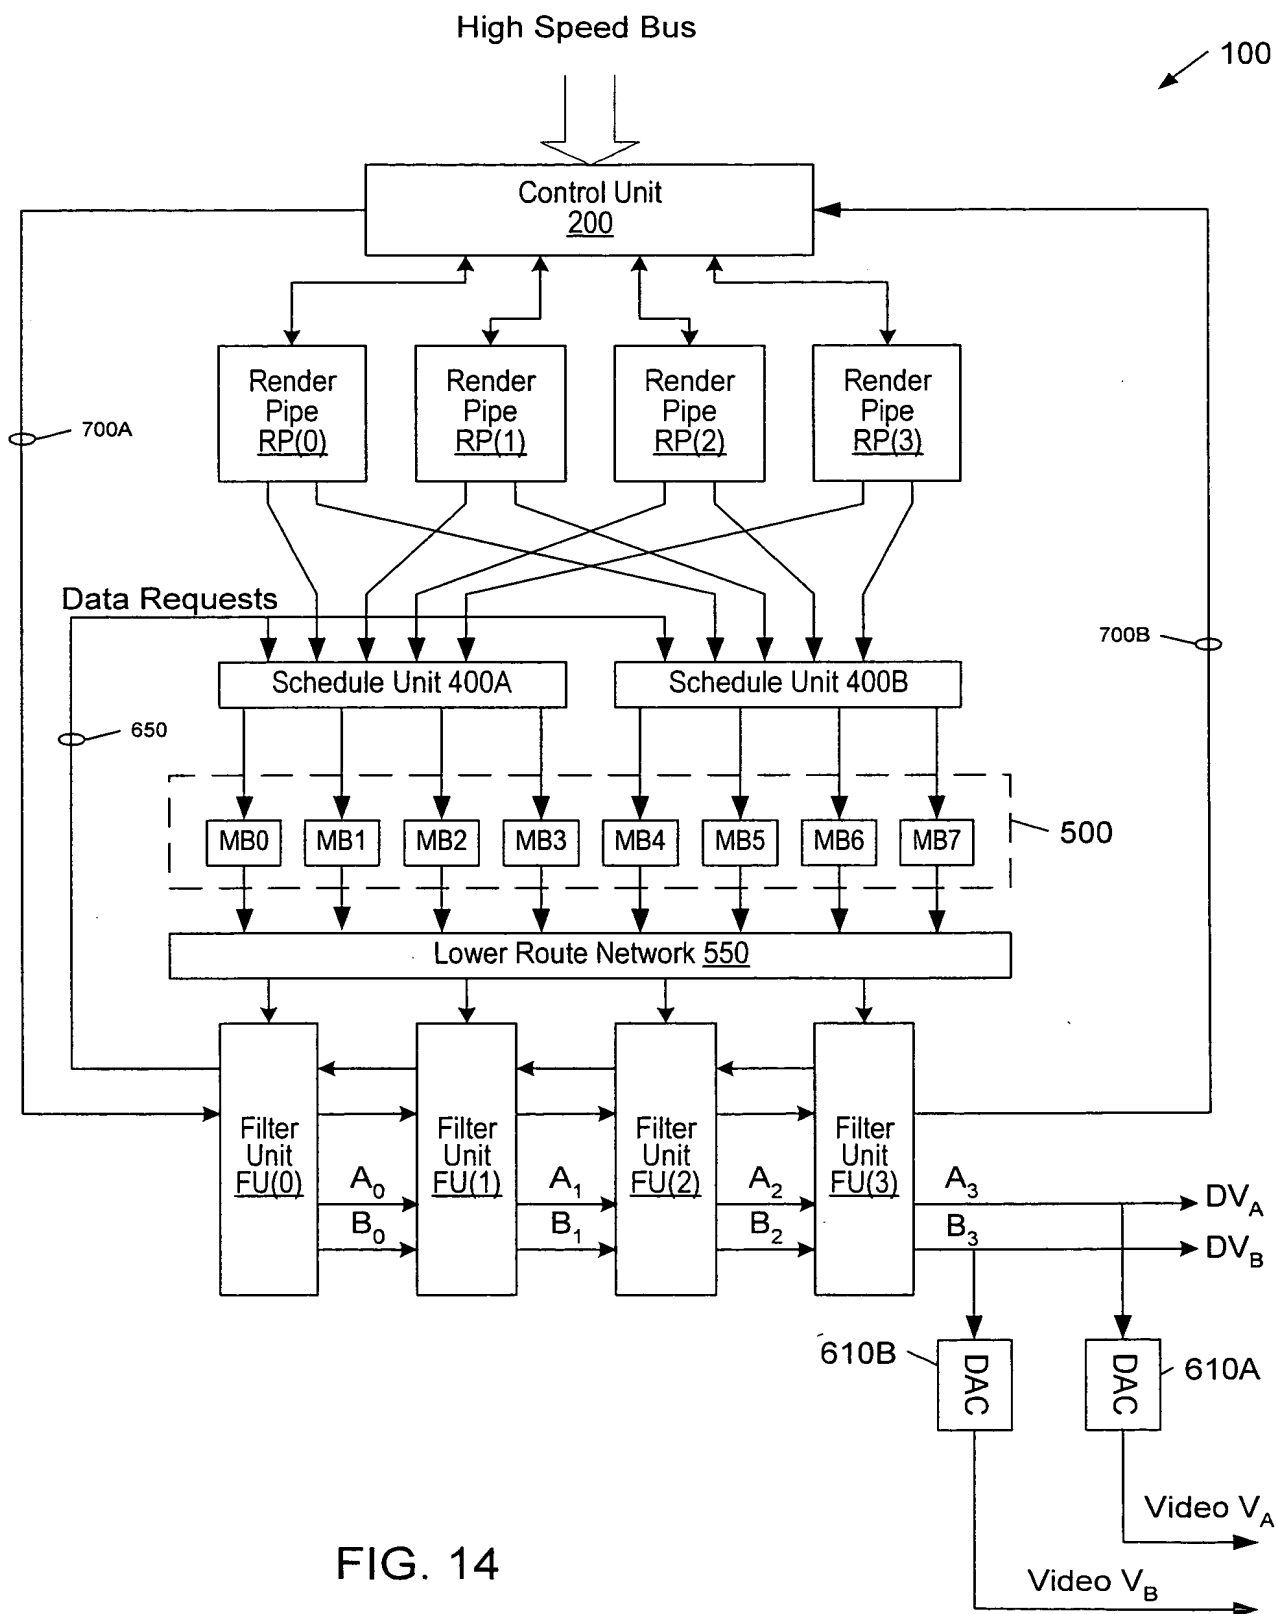 High Speed Bus
100
Control Unit
200
Render
Pipe
RP(0)
Render
Pipe
RP(1)
Render
Pipe
RP(2)
Render
Pipe
RP(3)
700A
Data Requests
700B
Schedule Unit 400A
Schedule Unit 400B
650
MB0
MB1
MB2
MB3
MB4
MB5
MB6
MB7
500
Lower Route Network 550
Filter
Unit
FU(0)
Filter
Unit
FU(1)
Filter
Unit
FU(2)
Filter
Unit
FU(3)
A0
B0
A1
B1
A2
B2
A3
B3
DVA
DVB
610B
DAC
DAC
610A
Video VA
Video VB
FIG. 14